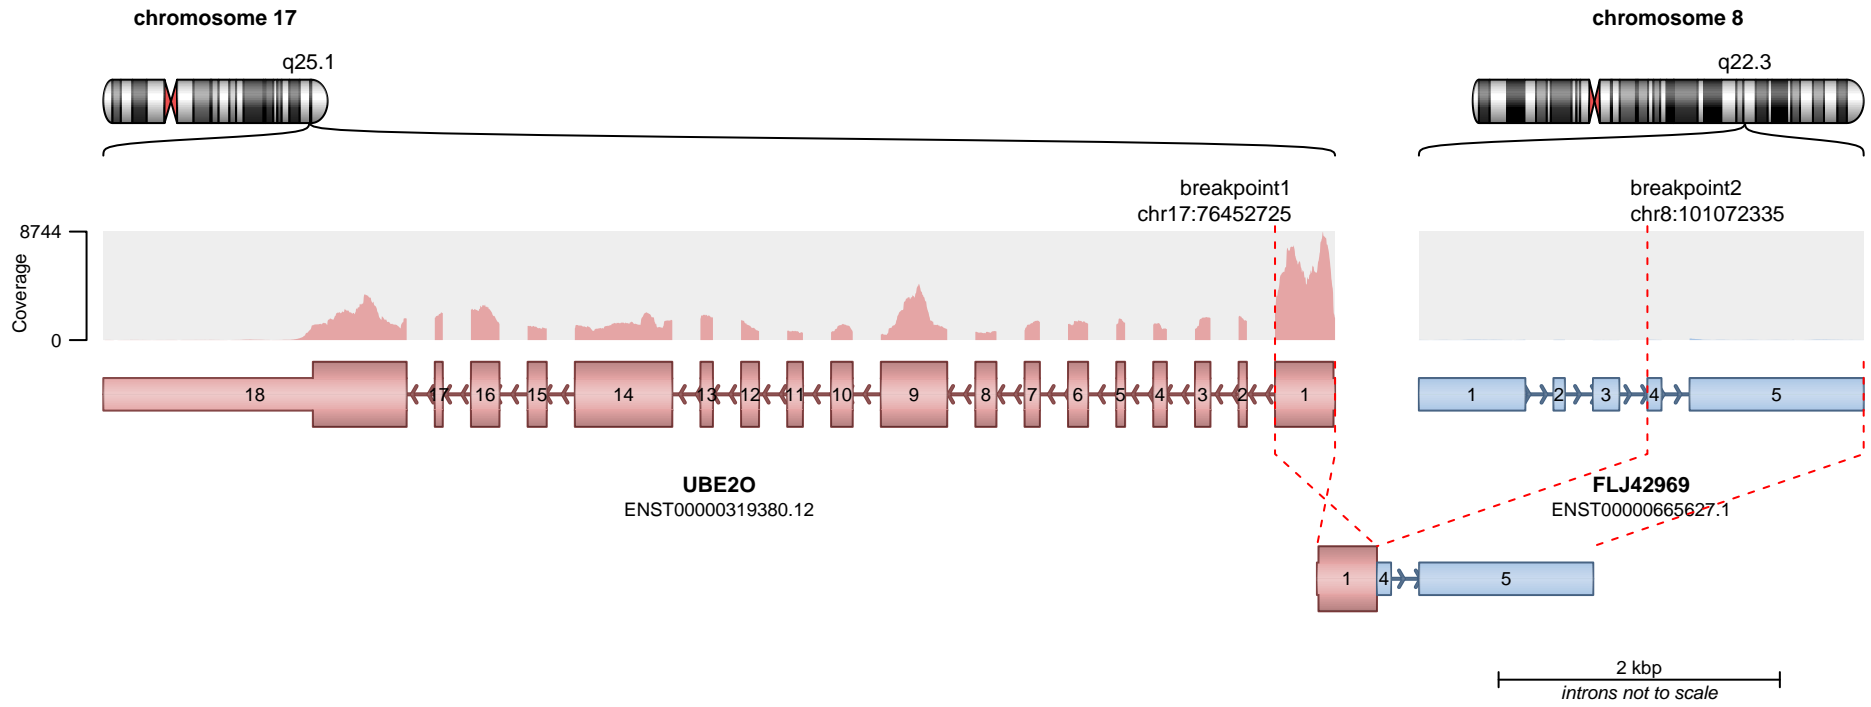 chromosome 17
chromosome 8
q25.1
q22.3
breakpoint1
chr17:76452725
breakpoint2
chr8:101072335
8744
Coverage
0
18 17 16 15 14 13 12 11 10 9 8 7 6 5 4 3 2 1
1 2 3 4 5
UBE2O
ENST00000319380.12
FLJ42969
ENST00000665627.1
1 4 5
2 kbp
introns not to scale